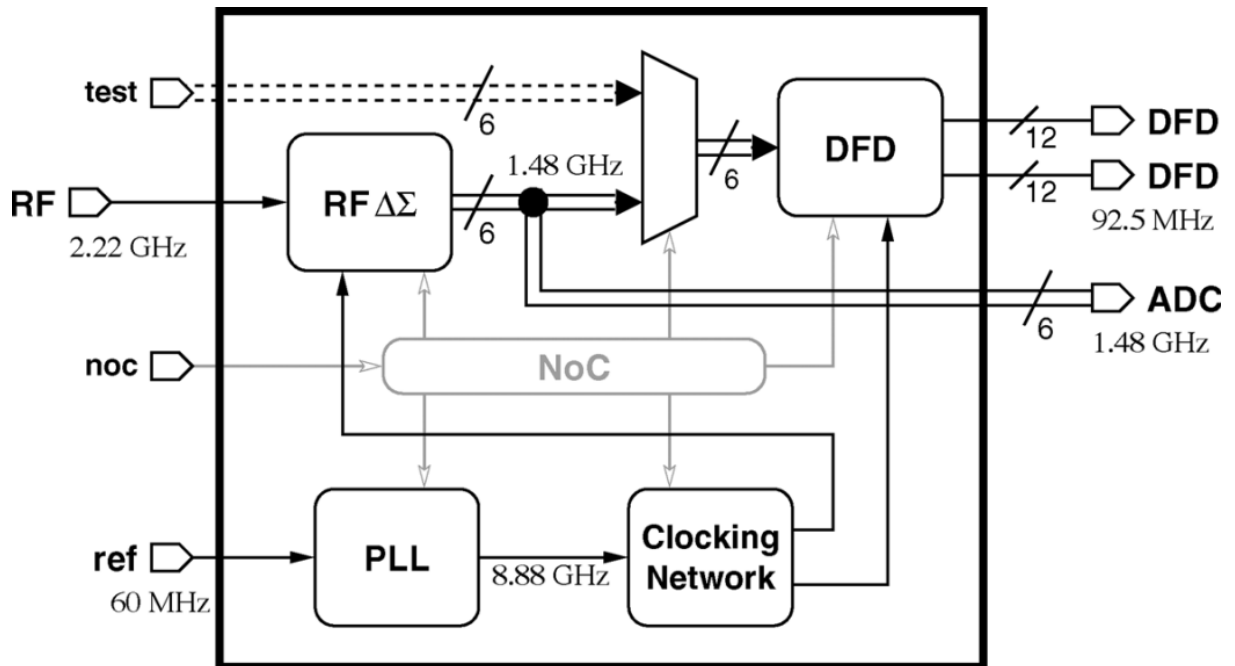 test
6
1.48 GHz
RF
2.22 GHz
RF ΔΣ
6
6
DFD
12
DFD
12
DFD
92.5 MHz
6
ADC
1.48 GHz
noc
NoC
ref
60 MHz
PLL
8.88 GHz
Clocking
Network